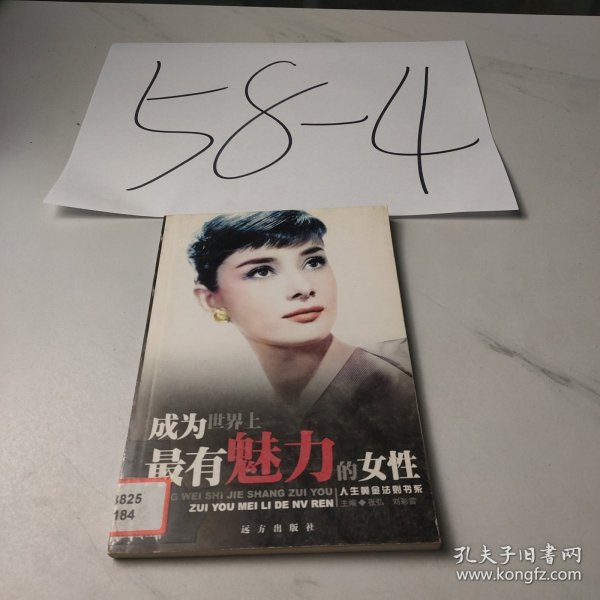 58-4
成为世界上
最有魅力的女性
G WEI SHI JIE SHANG ZUI YOU
ZUI YOU MEI LI DE NV REN
人生黄金法则书系
主编◆张弘 刘彩雷
远方出版社
8825
184
孔夫子旧书网
www.kongfz.com